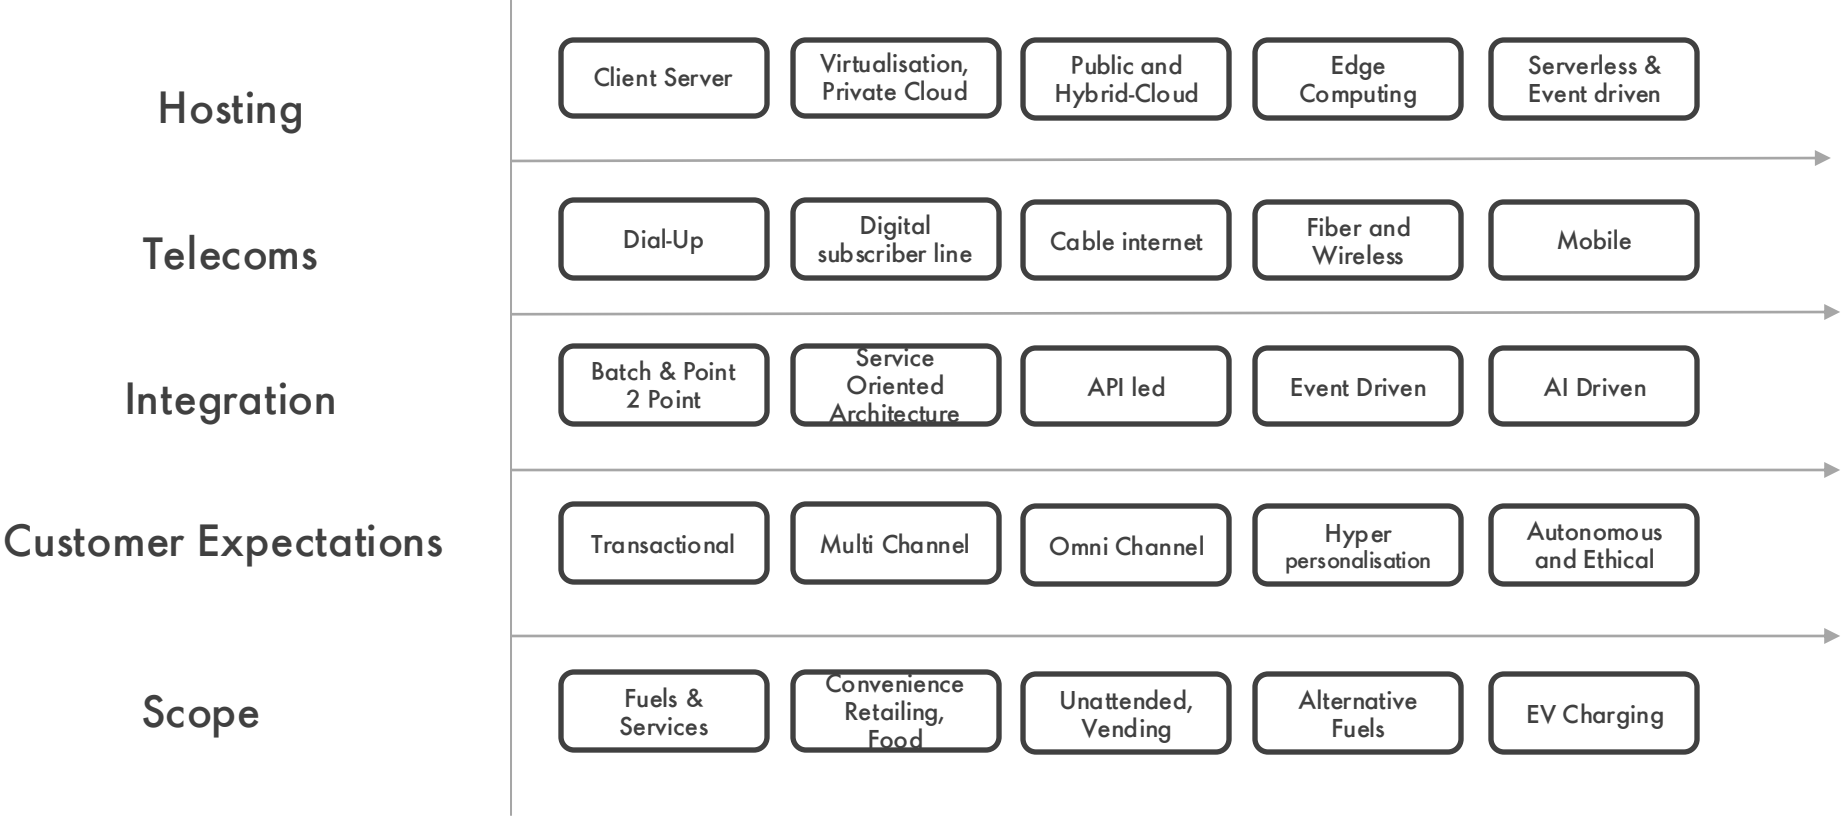 Hosting
Client Server
Virtualisation,
Private Cloud
Public and
Hybrid-Cloud
Edge
Computing
Serverless &
Event driven
Telecoms
Dial-Up
Digital
subscriber line
Cable internet
Fiber and
Wireless
Mobile
Integration
Batch & Point
2 Point
Service
Oriented
Architecture
API led
Event Driven
AI Driven
Customer Expectations
Transactional
Multi Channel
Omni Channel
Hyper
personalisation
Autonomous
and Ethical
Scope
Fuels &
Services
Convenience
Retailing,
Food
Unattended,
Vending
Alternative
Fuels
EV Charging